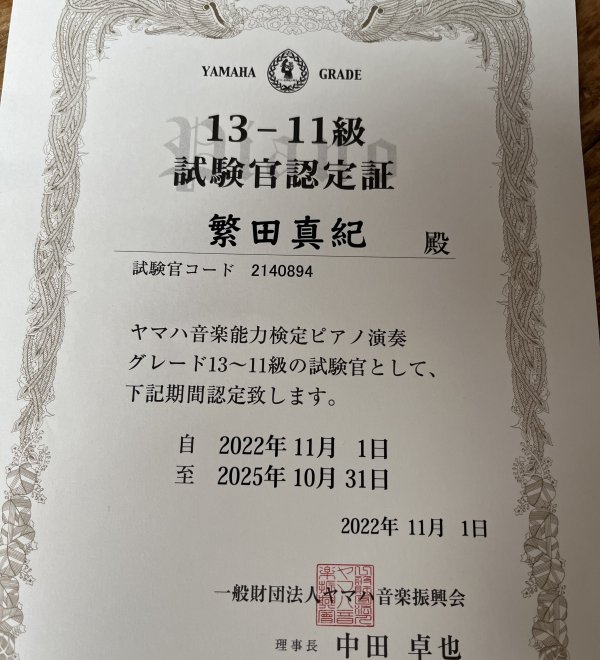 YAMAHA GRADE
Piano
13-11級
試験官認定証
繁田真紀 殿
試験官コード 2140894
ヤマハ音楽能力検定ピアノ演奏
グレード13〜11級の試験官として、
下記期間認定致します。
自 2022年 11月 1日
至 2025年 10月 31日
2022年 11月 1日
一般財団法人ヤマハ音楽振興会
理事長 中田 卓也